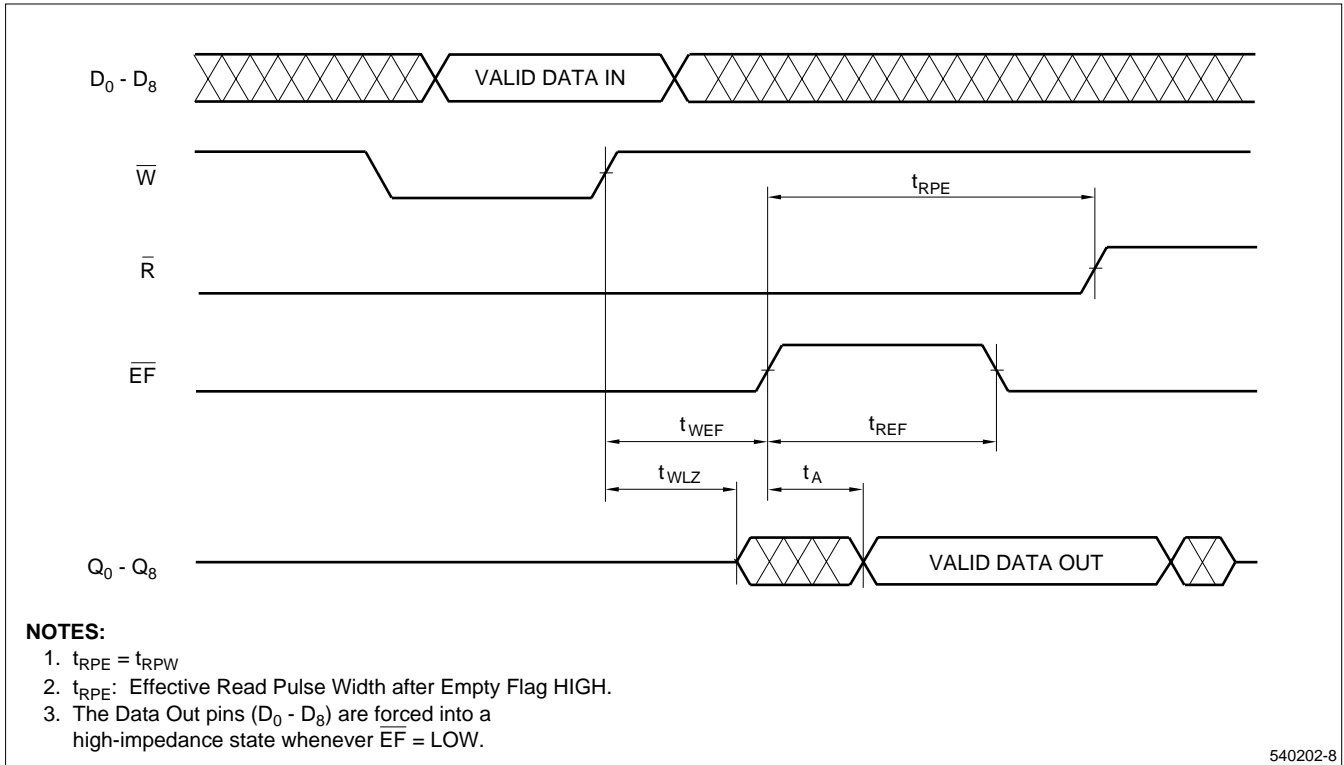 D0 - D8
VALID DATA IN
W
tRPE
R
EF
tWEF
tREF
tWLZ
tA
Q0 - Q8
VALID DATA OUT
NOTES:
1. tRPE = tRPW
2. tRPE: Effective Read Pulse Width after Empty Flag HIGH.
3. The Data Out pins (D0 - D8) are forced into a
high-impedance state whenever EF = LOW.
540202-8